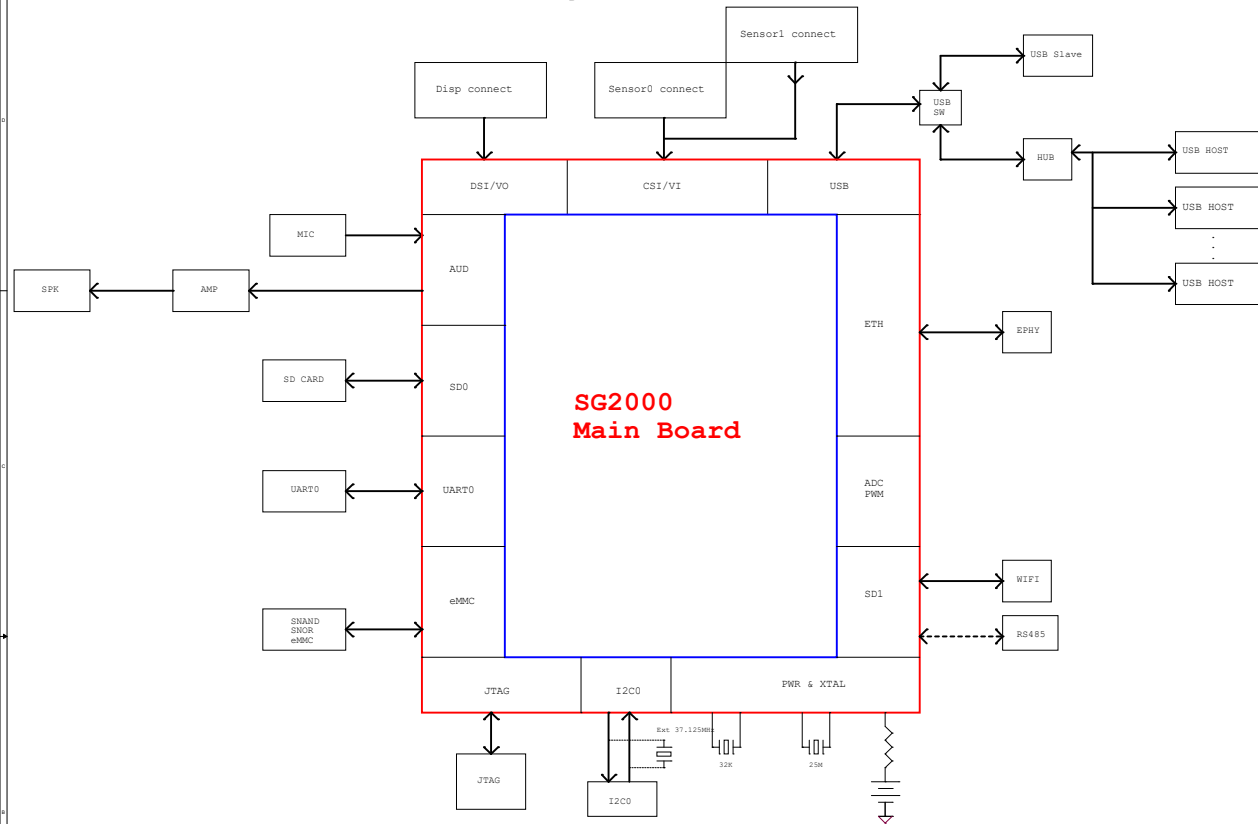 Sensor1 connect
USB Slave
Disp connect
Sensor0 connect
USB
SW
D
HUB
USB HOST
DSI/VO
CSI/VI
USB
USB HOST
MIC
AUD
SPK
AMP
USB HOST
ETH
EPHY
SD CARD
SD0
SG2000
Main Board
C
UART0
UART0
ADC
PWM
WIFI
eMMC
SD1
SNAND
SNOR
eMMC
RS485
JTAG
I2C0
PWR & XTAL
Ext 37.125MHz
32K
25M
JTAG
I2C0
B